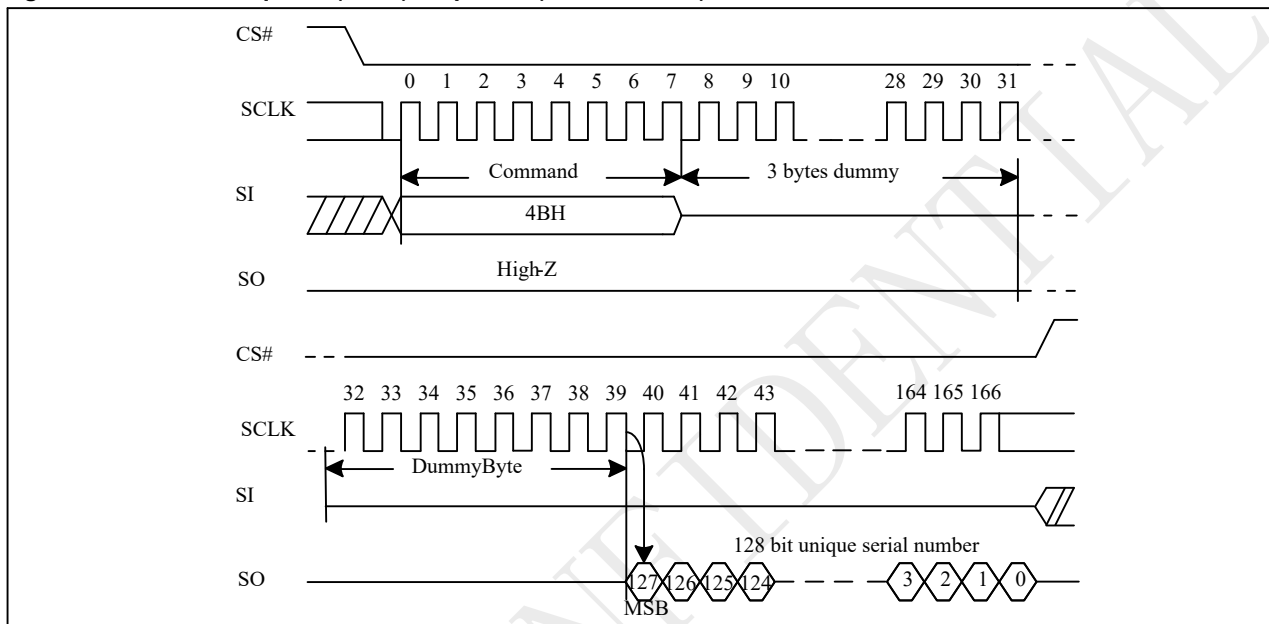 CS#
0 1 2 3 4 5 6 7 8 9 10 28 29 30 31
SCLK
Command 3 bytes dummy
SI
4BH
High-Z
SO
CS#
32 33 34 35 36 37 38 39 40 41 42 43 164 165 166
SCLK
DummyByte
SI
128 bit unique serial number
SO 127 126 125 124 3 2 1 0
MSB